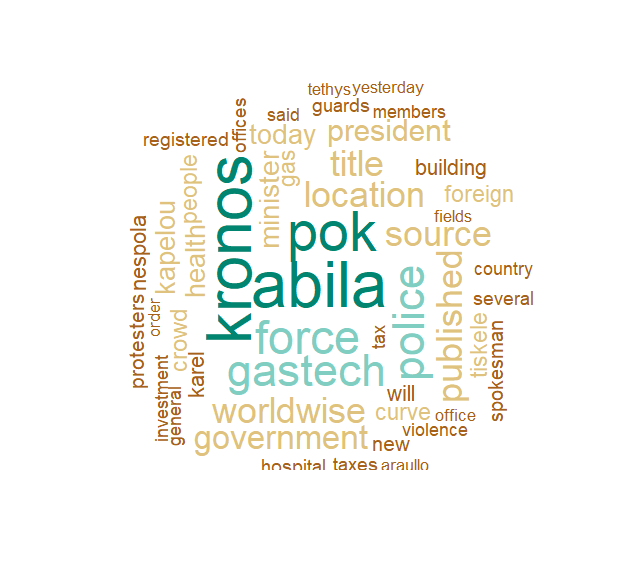 tethys yesterday
guards members
said
offices
registered
today
president
title
building
people
minister
gas
location
foreign
kronos
pok
fields
source
kapelou
health
nespola
abila
police
published
country
several
protesters
order
crowd
karel
force
tax
tiskele
spokesman
gastech
investment
general
will
worldwise
curve office
violence
government
new
hospital taxes araullo